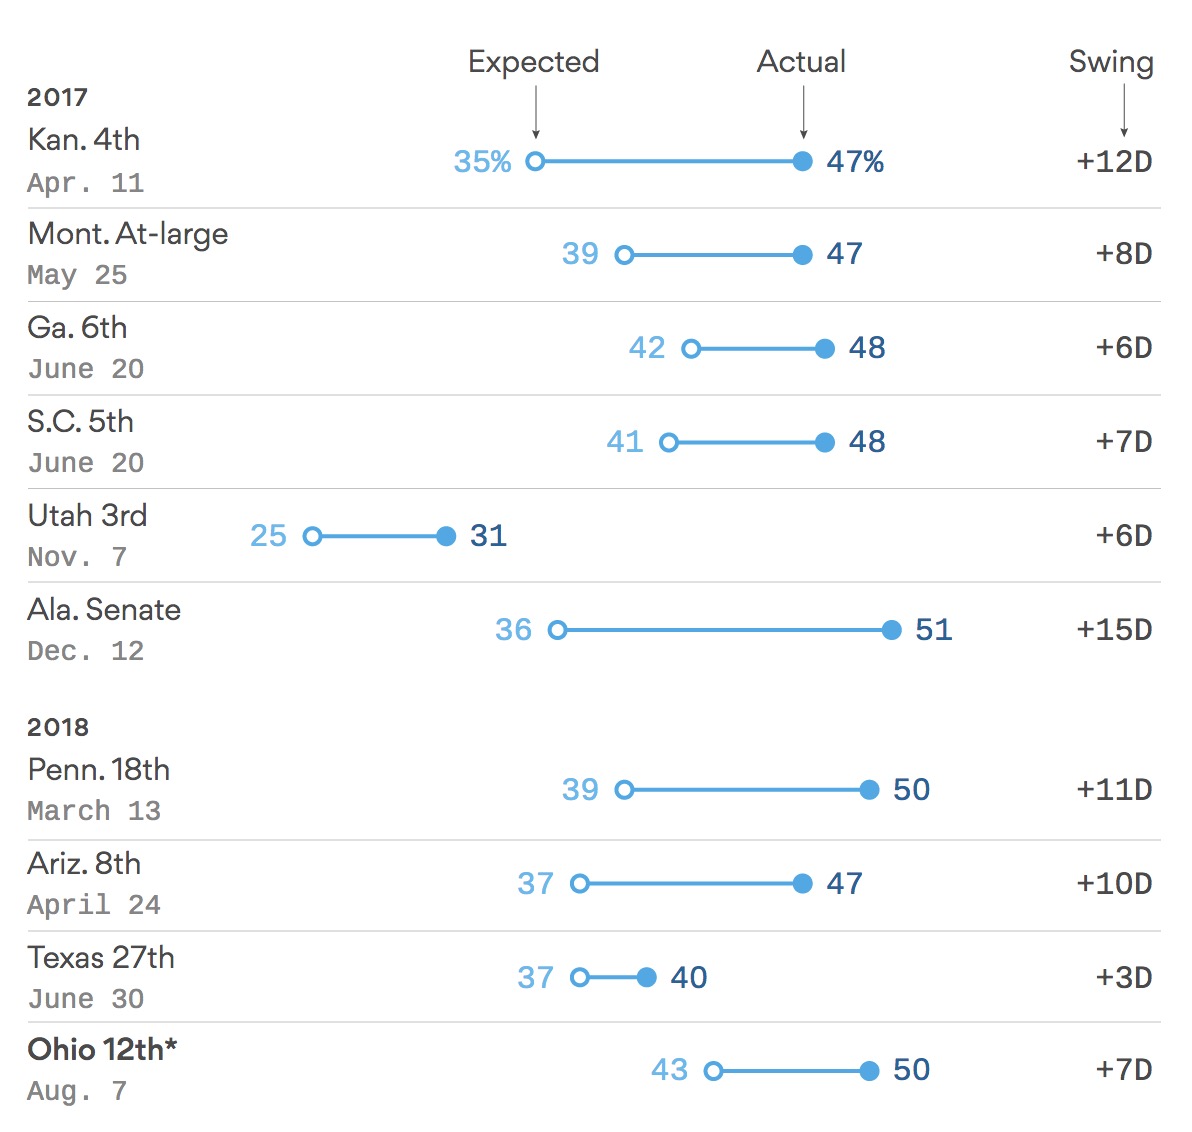 Expected Actual Swing
2017
Kan. 4th
35% 47% +12D
Apr. 11
Mont. At-large
39 47 +8D
May 25
Ga. 6th
42 48 +6D
June 20
S.C. 5th
41 48 +7D
June 20
Utah 3rd
25 31 +6D
Nov. 7
Ala. Senate
36 51 +15D
Dec. 12
2018
Penn. 18th
39 50 +11D
March 13
Ariz. 8th
37 47 +10D
April 24
Texas 27th
37 40 +3D
June 30
Ohio 12th*
43 50 +7D
Aug. 7